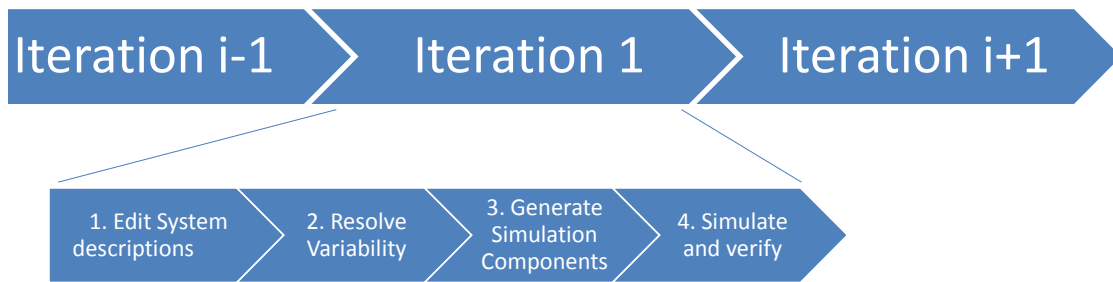 Iteration i-1
Iteration 1
Iteration i+1
1. Edit System
descriptions
2. Resolve
Variability
3. Generate
Simulation
Components
4. Simulate
and verify